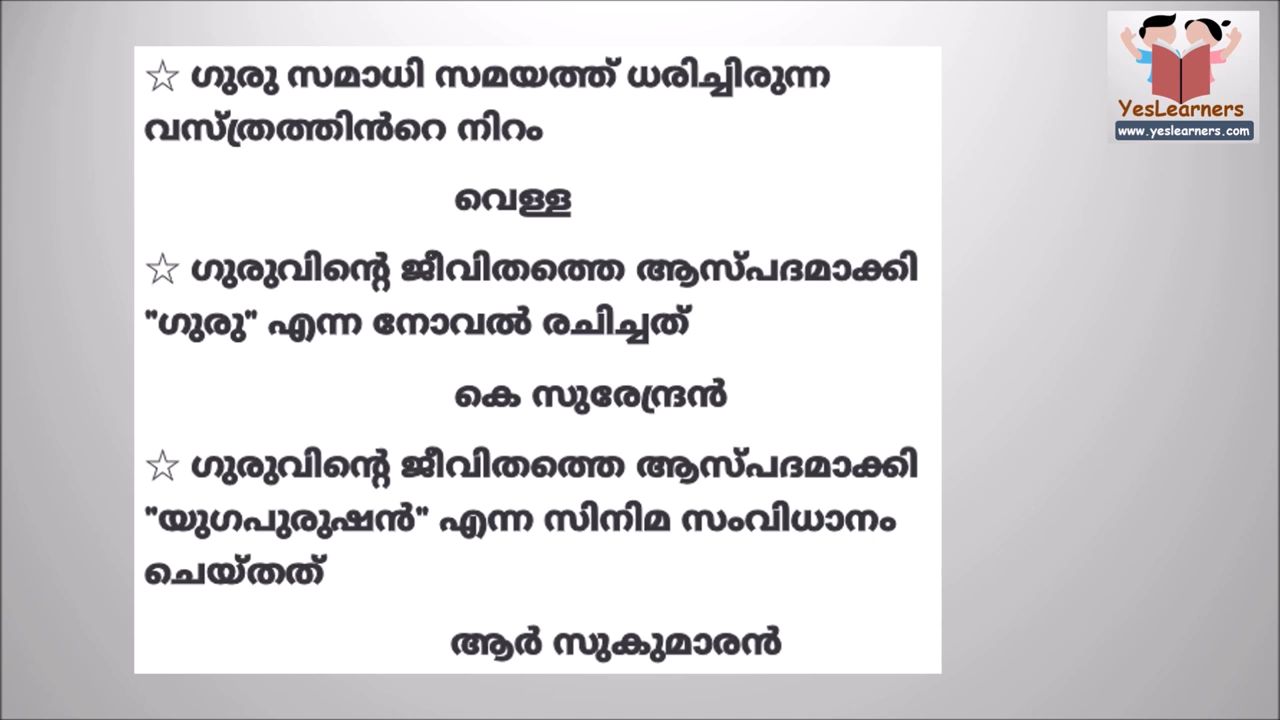 ☆ ഗുരു സമാധി സമയത്ത് ധരിച്ചിരുന്ന
വസ്ത്രത്തിൻറെ നിറം
വെള്ള
☆ ഗുരുവിന്റെ ജീവിതത്തെ ആസ്പദമാക്കി
"ഗുരു" എന്ന നോവൽ രചിച്ചത്
കെ സുരേന്ദ്രൻ
☆ ഗുരുവിന്റെ ജീവിതത്തെ ആസ്പദമാക്കി
"യുഗപുരുഷൻ" എന്ന സിനിമ സംവിധാനം
ചെയ്തത്
ആർ സുകുമാരൻ
YesLearners
www.yeslearners.com